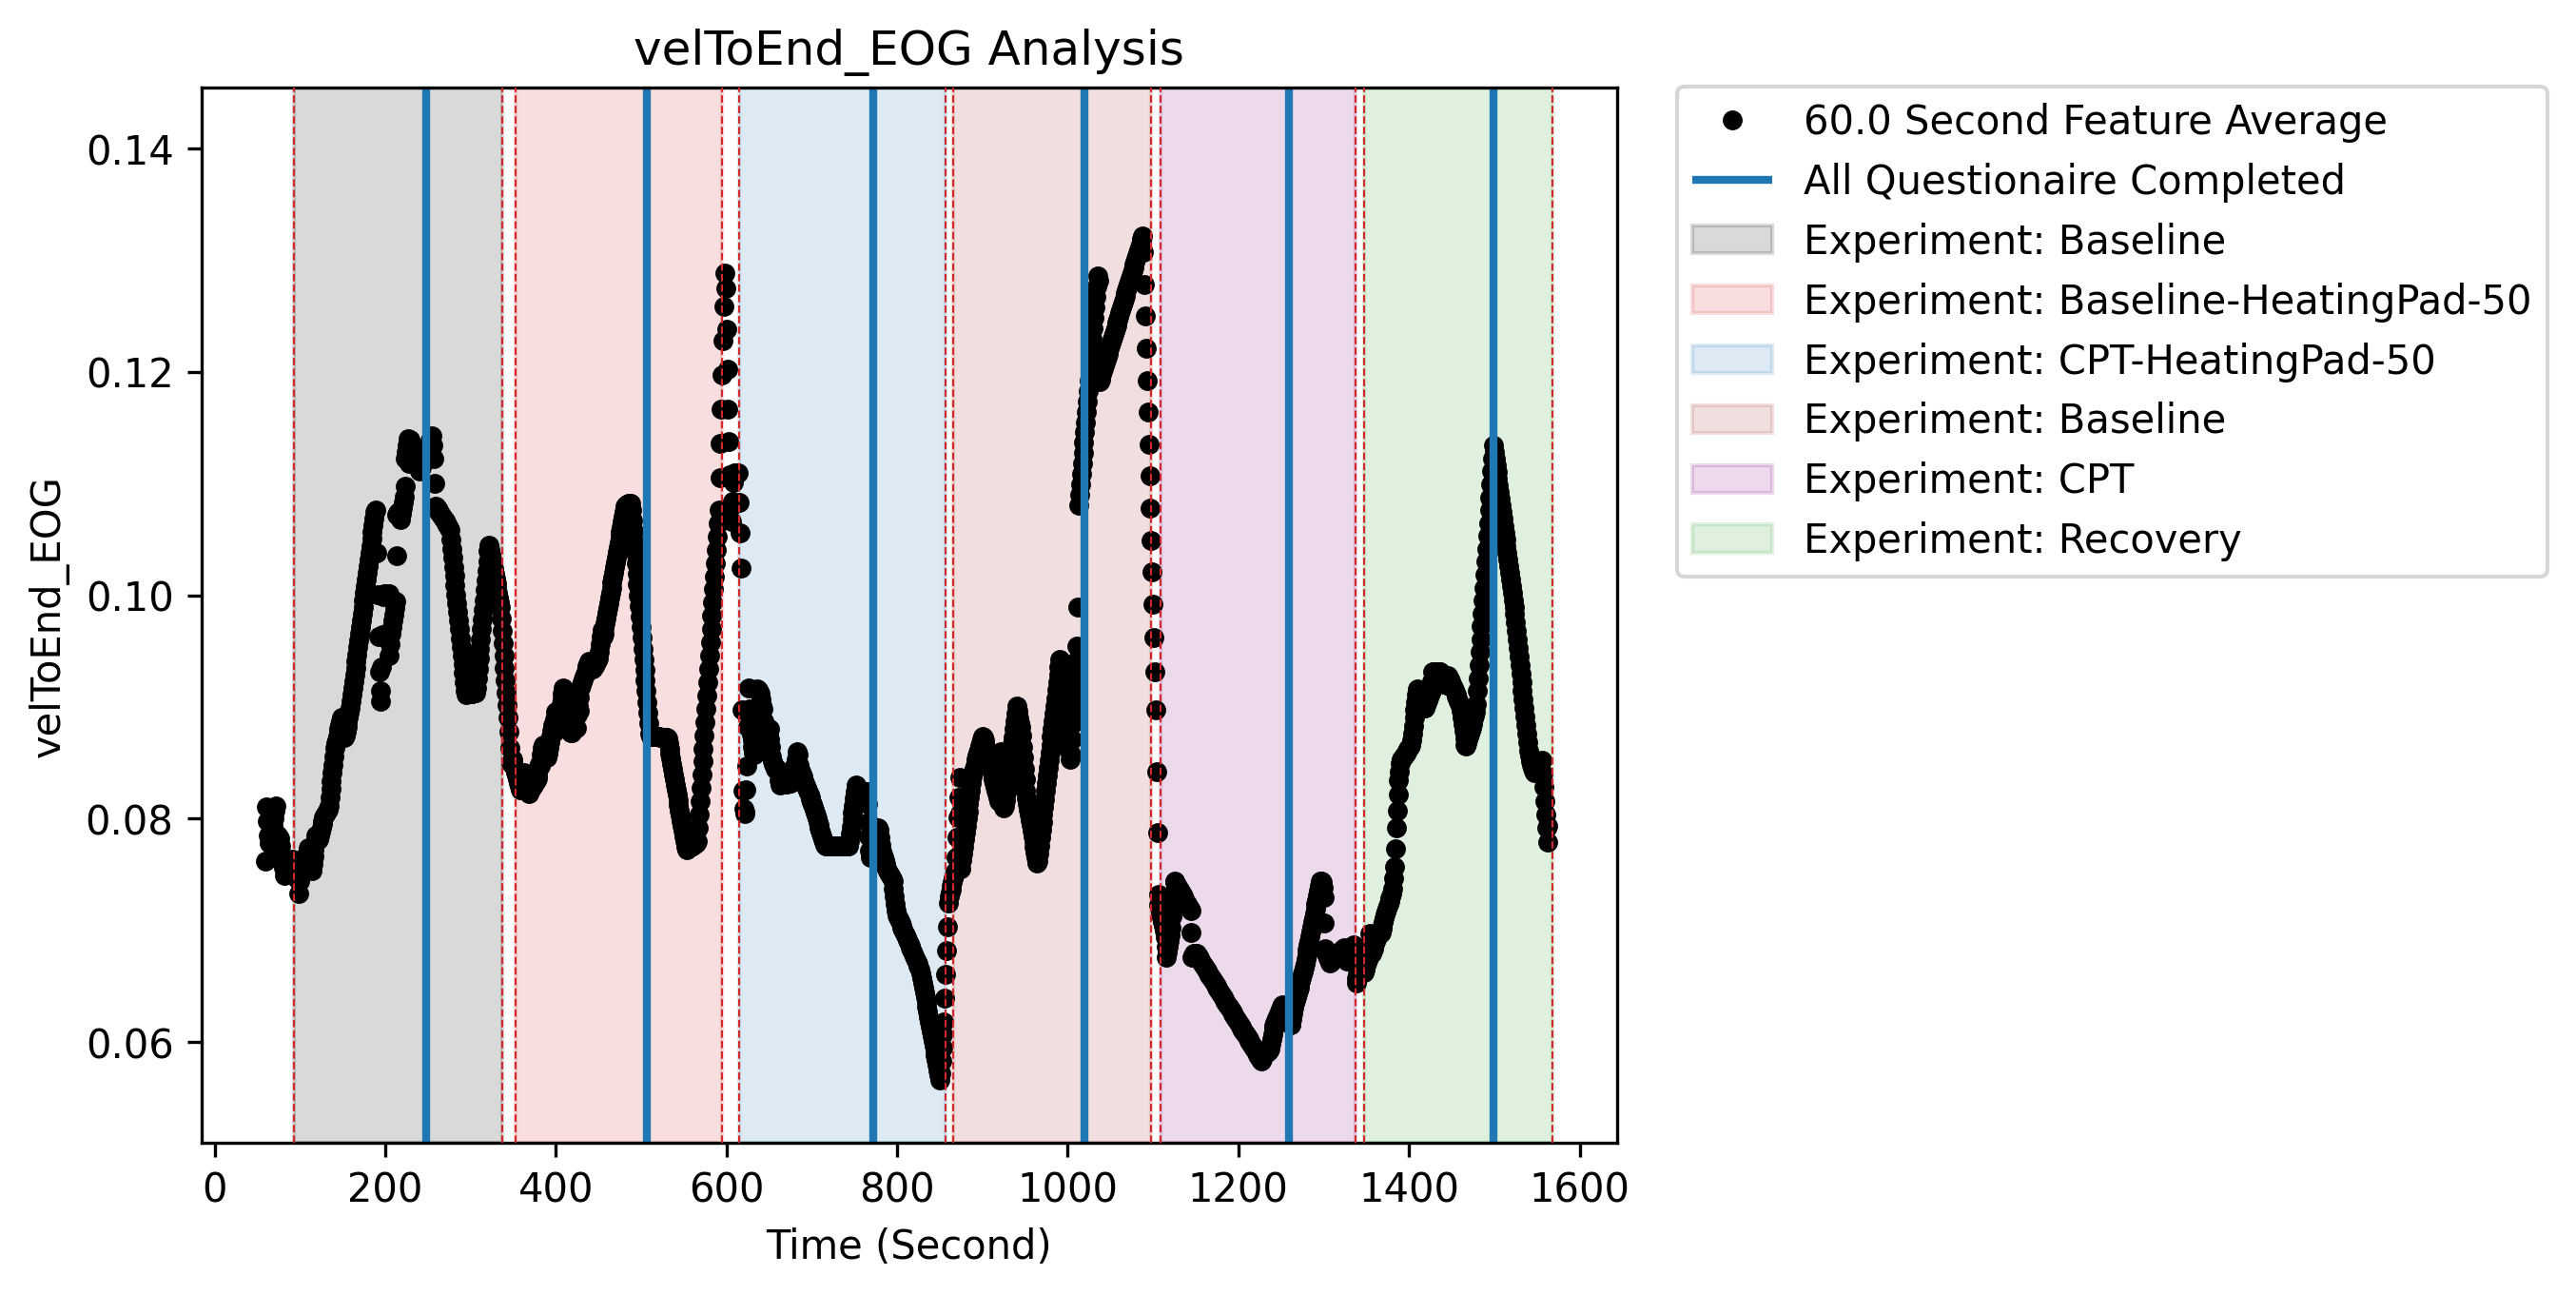 velToEnd_EOG Analysis
velToEnd_EOG
0.14
0.12
0.10
0.08
0.06
0 200 400 600 800 1000 1200 1400 1600
Time (Second)
60.0 Second Feature Average
All Questionaire Completed
Experiment: Baseline
Experiment: Baseline-HeatingPad-50
Experiment: CPT-HeatingPad-50
Experiment: Baseline
Experiment: CPT
Experiment: Recovery